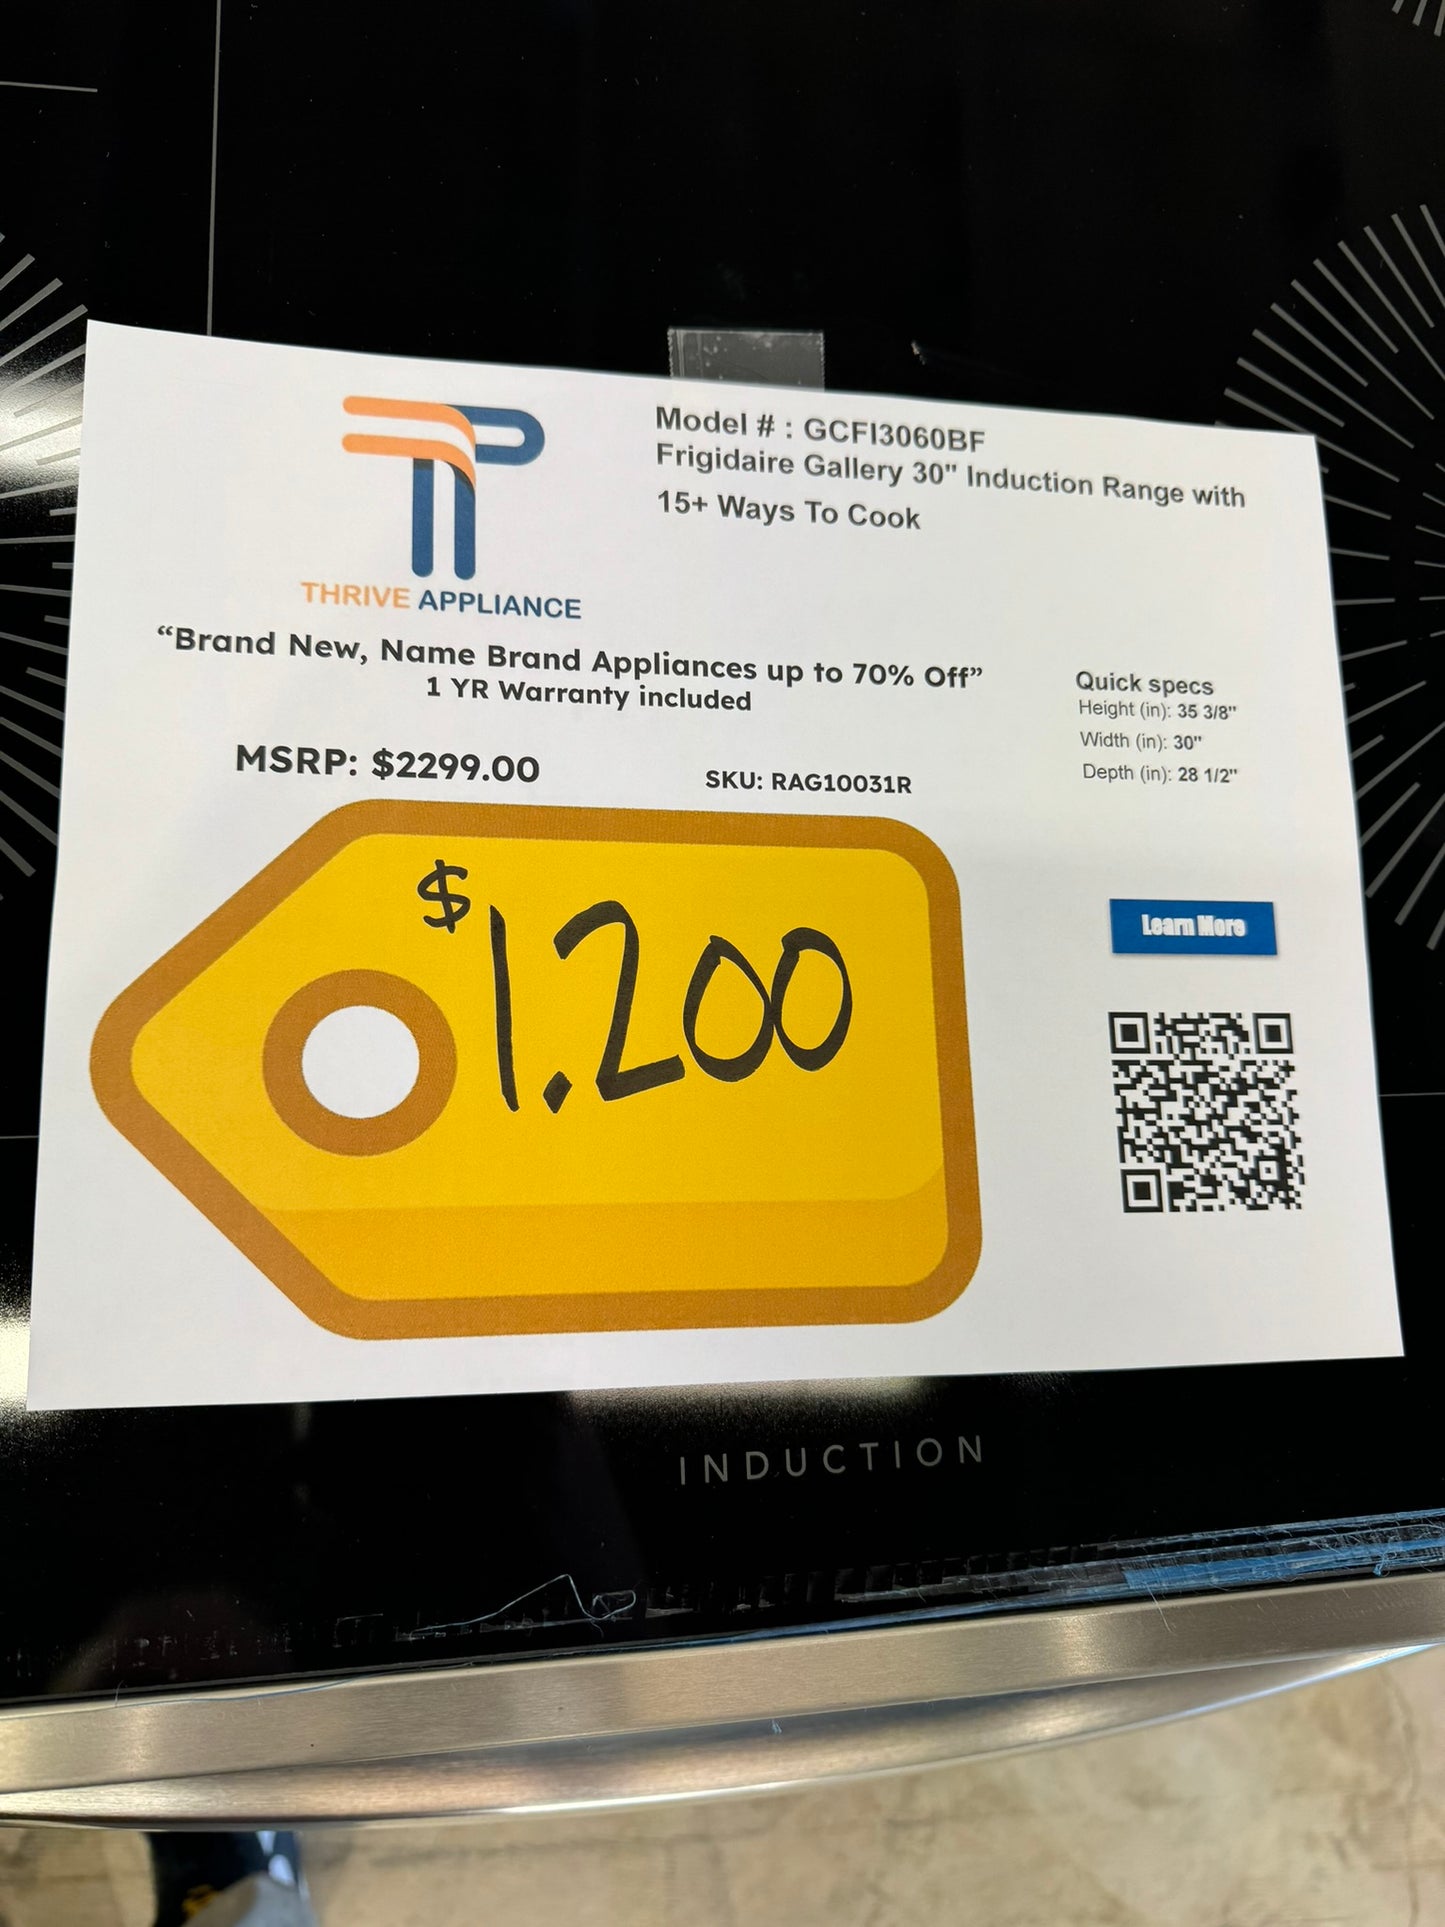 Model # : GCFI3060BF
Frigidaire Gallery 30" Induction Range with
15+ Ways To Cook
THRIVE APPLIANCE
“Brand New, Name Brand Appliances up to 70% Off”
1 YR Warranty included
Quick specs
Height (in): 35 3/8"
Width (in): 30"
Depth (in): 28 1/2"
MSRP: $2299.00
SKU: RAG10031R
$1.200
Learn More
INDUCTION